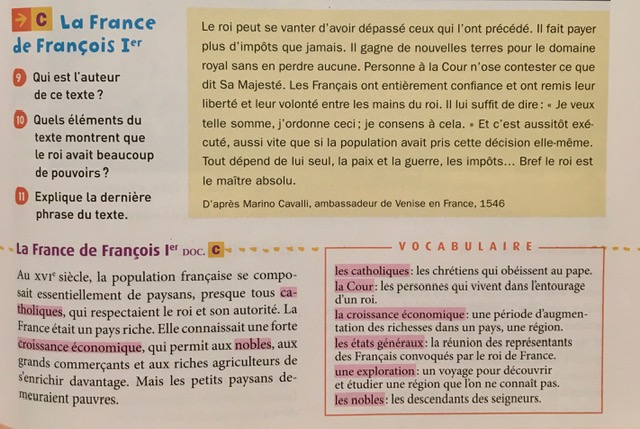 → C La France
de François Ier
9 Qui est l'auteur
de ce texte ?
10 Quels éléments du
texte montrent que
le roi avait beaucoup
de pouvoirs ?
11 Explique la dernière
phrase du texte.
Le roi peut se vanter d'avoir dépassé ceux qui l'ont précédé. Il fait payer
plus d'impôts que jamais. Il gagne de nouvelles terres pour le domaine
royal sans en perdre aucune. Personne à la Cour n'ose contester ce que
dit Sa Majesté. Les Français ont entièrement confiance et ont remis leur
liberté et leur volonté entre les mains du roi. Il lui suffit de dire : « Je veux
telle somme, j'ordonne ceci ; je consens à cela. » Et c'est aussitôt exé-
cuté, aussi vite que si la population avait pris cette décision elle-même.
Tout dépend de lui seul, la paix et la guerre, les impôts... Bref le roi est
le maître absolu.
D'après Marino Cavalli, ambassadeur de Venise en France, 1546
La France de François Ier DOC. C
Au XVIe siècle, la population française se compo-
sait essentiellement de paysans, presque tous ca-
tholiques, qui respectaient le roi et son autorité. La
France était un pays riche. Elle connaissait une forte
croissance économique, qui permit aux nobles, aux
grands commerçants et aux riches agriculteurs de
s'enrichir davantage. Mais les petits paysans de-
meuraient pauvres.
VOCABULAIRE
les catholiques : les chrétiens qui obéissent au pape.
la Cour : les personnes qui vivent dans l'entourage
d'un roi.
la croissance économique : une période d'augmen-
tation des richesses dans un pays, une région.
les états généraux : la réunion des représentants
des Français convoqués par le roi de France.
une exploration : un voyage pour découvrir
et étudier une région que l'on ne connaît pas.
les nobles : les descendants des seigneurs.